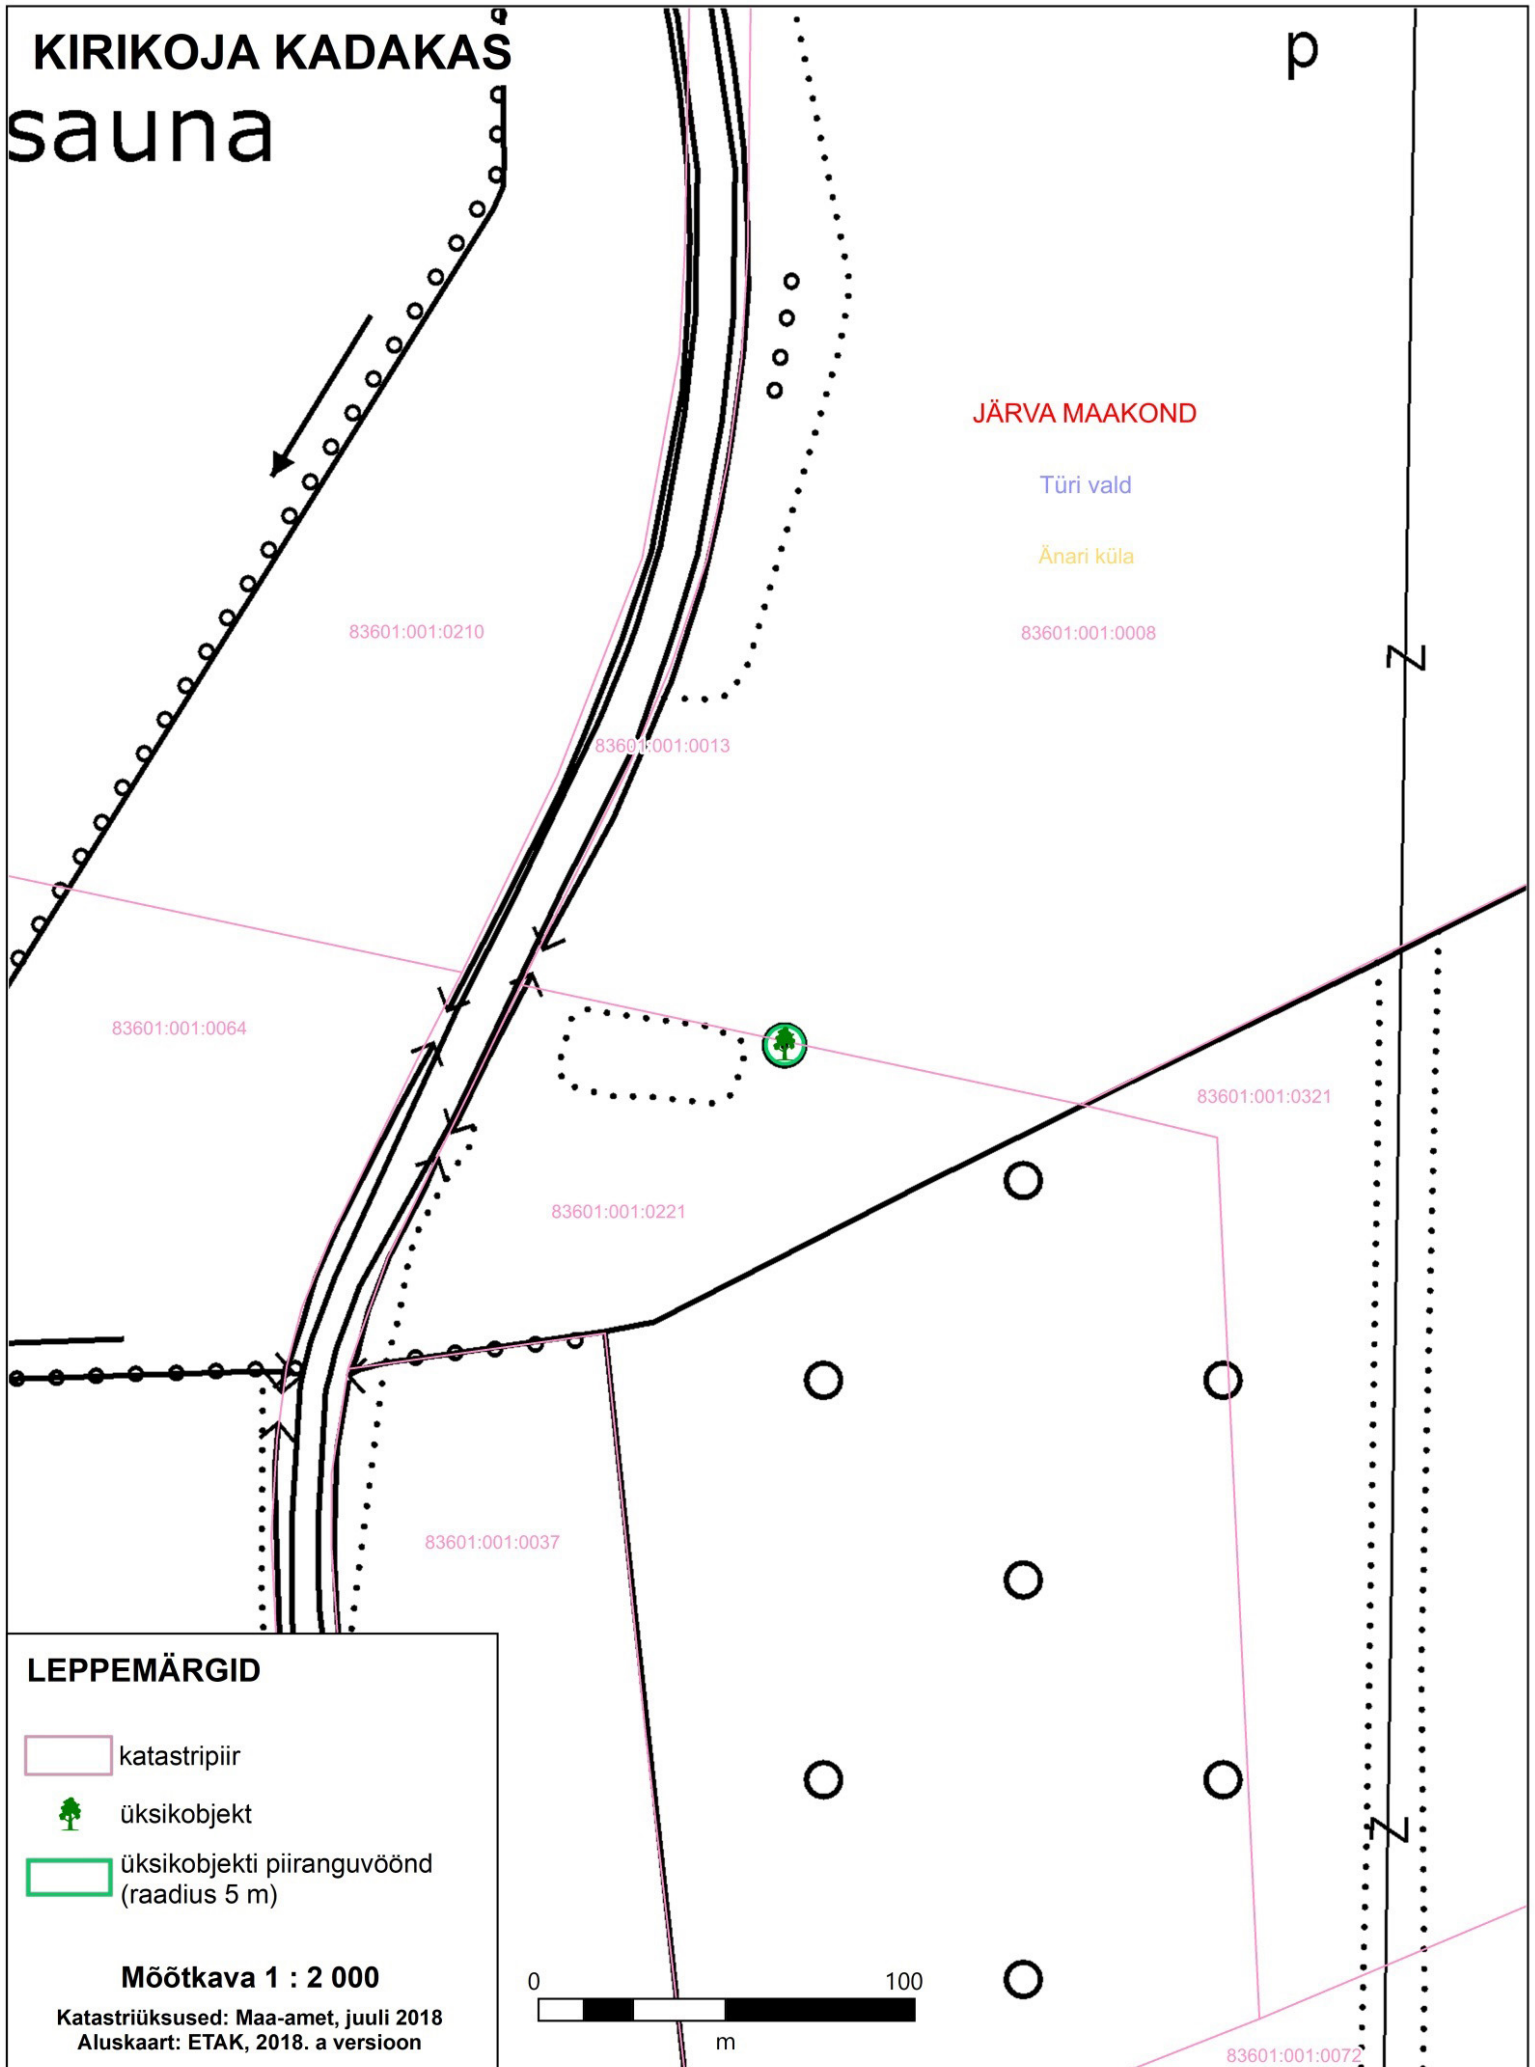 KIRIKOJA KADAKAS
p
sauna
JÄRVA MAAKOND
Türi vald
Änari küla
83601:001:0210
83601:001:0008
83601:001:0013
83601:001:0064
83601:001:0321
83601:001:0221
83601:001:0037
LEPPEMÄRGID
katastripiir
üksikobjekt
üksikobjekti piiranguvöönd
(raadius 5 m)
Mõõtkava 1 : 2 000
Katastriüksused: Maa-amet, juuli 2018
Aluskaart: ETAK, 2018. a versioon
0 100
m
83601:001:0072